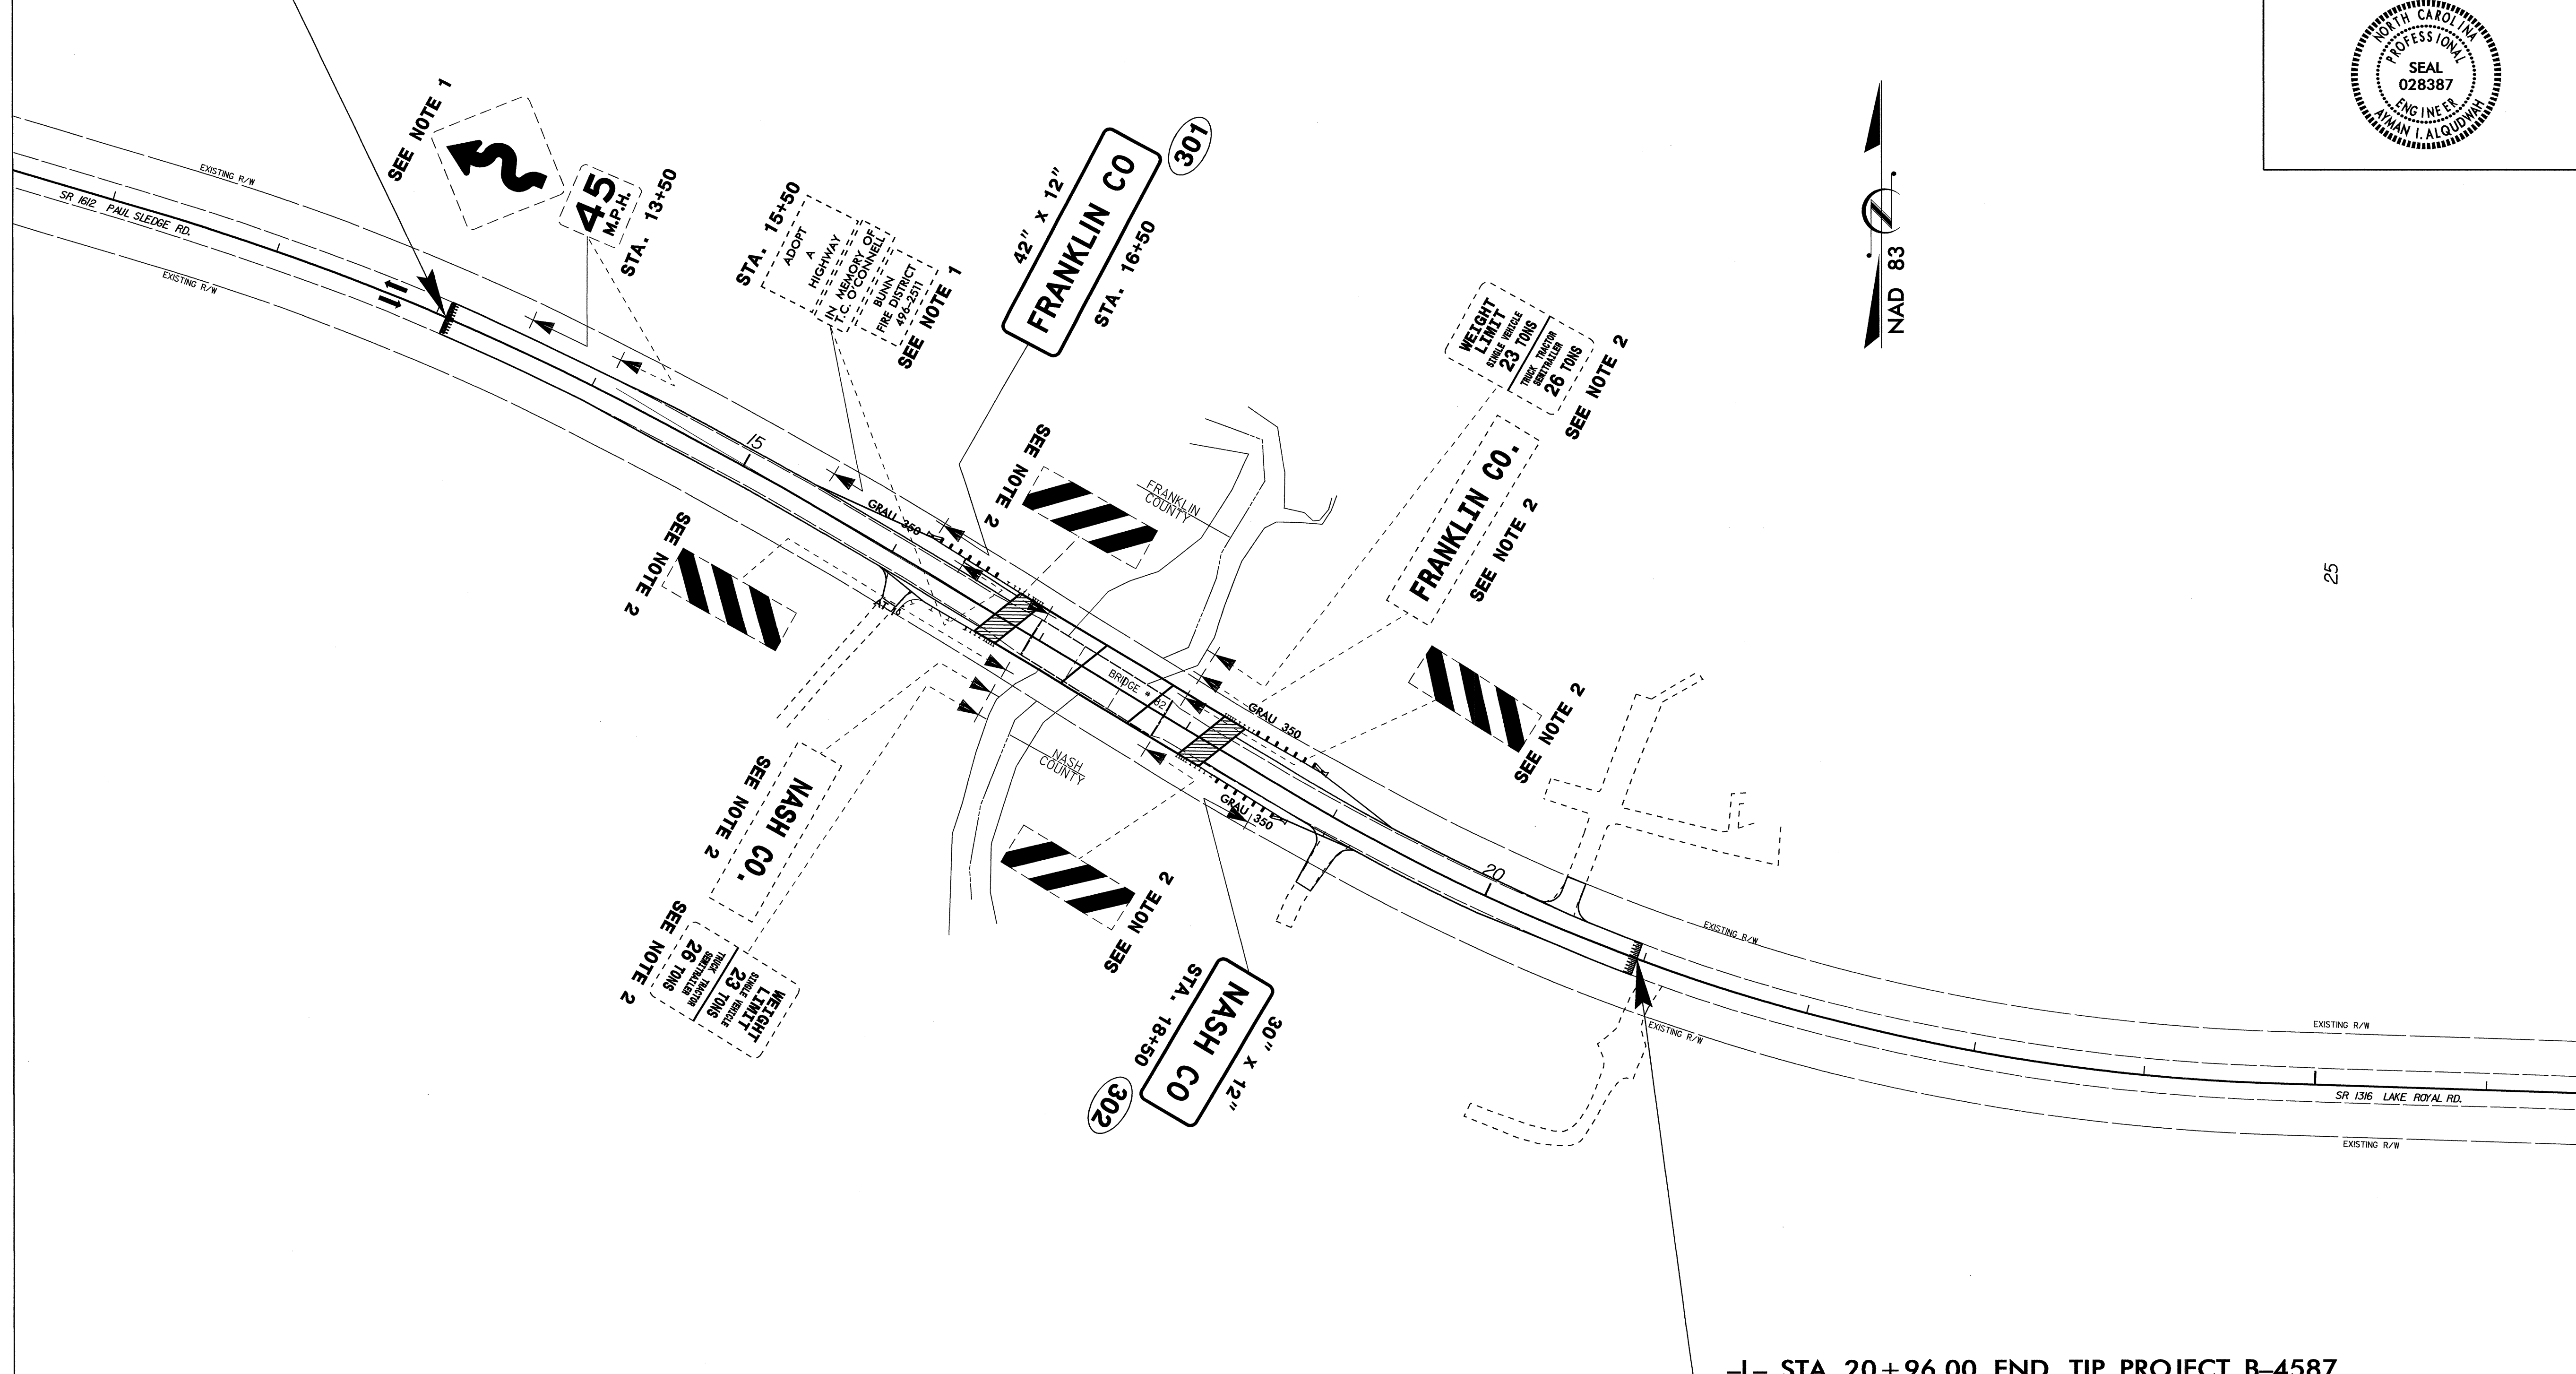 NORTH CAROLINA
PROFESSIONAL
SEAL
028387
ENGINEER
AYMAN I. ALQUDWAH
SEE NOTE 1
45
M.P.H.
STA. 13+50
EXISTING R/W
SR 1612 PAUL SLEDGE RD.
EXISTING R/W
STA. 15+50
ADOPT
A
HIGHWAY
IN MEMORY OF
T.C. O'CONNELL
BUNN
FIRE DISTRICT
496-2511
SEE NOTE 1
42" X 12"
FRANKLIN CO
STA. 16+50
301
NAD 83
WEIGHT
LIMIT
SINGLE VEHICLE
23 TONS
TRUCK TRACTOR
SEMITRAILER
26 TONS
SEE NOTE 2
FRANKLIN CO.
SEE NOTE 2
SEE NOTE 2
FRANKLIN
COUNTY
15
GRAU 350
SEE NOTE 2
BRIDGE #
GRAU 350
SEE NOTE 2
25
NASH
COUNTY
GRAU 350
NASH CO.
SEE NOTE 2
SEE NOTE 2
20
WEIGHT
LIMIT
SINGLE VEHICLE
23 TONS
TRUCK TRACTOR
SEMITRAILER
26 TONS
SEE NOTE 2
30" X 12"
NASH CO
STA. 18+50
302
EXISTING R/W
EXISTING R/W
EXISTING R/W
SR 1316 LAKE ROYAL RD.
EXISTING R/W
-L- STA. 20+96.00 END TIP PROJECT B-4587